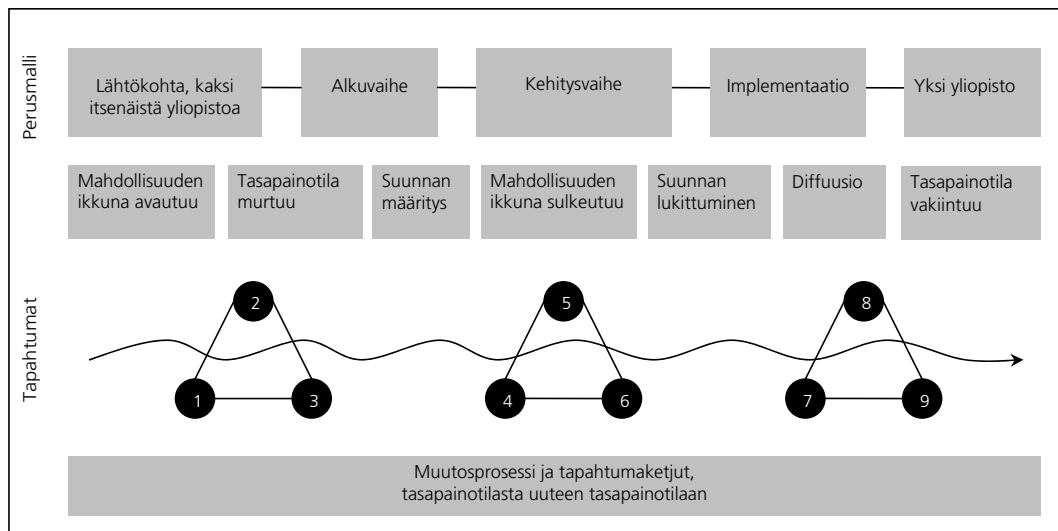 Perusmalli
Lähtökohta, kaksi
itsenäistä yliopistoa
Alkuvaihe
Kehitysvaihe
Implementaatio
Yksi yliopisto
Mahdollisuuden
ikkuna avautuu
Tasapainotila
murtuu
Suunnan
määritys
Mahdollisuuden
ikkuna sulkeutuu
Suunnan
lukittuminen
Diffuusio
Tasapainotila
vakiintuu
Tapahtumat
2
5
8
1
3
4
6
7
9
Muutosprosessi ja tapahtumaketjut,
tasapainotilasta uuteen tasapainotilaan